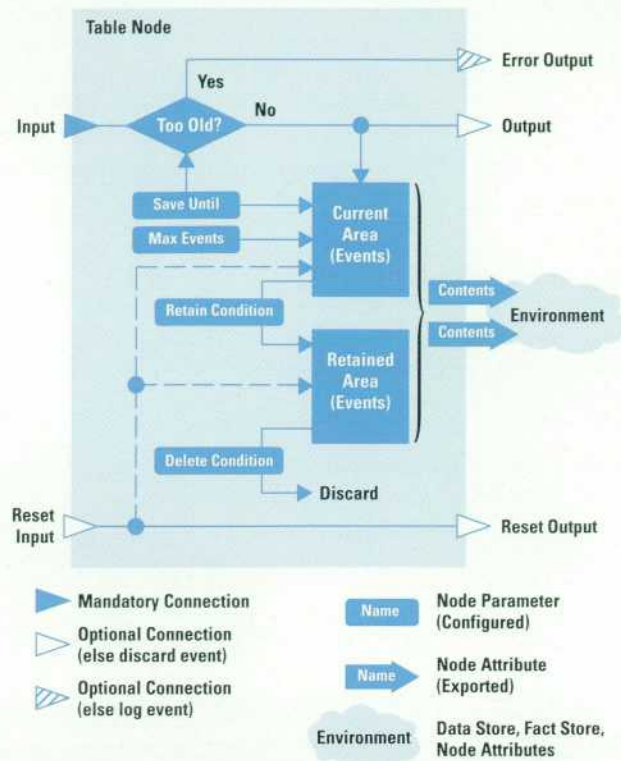 Table Node
Yes
Error Output
Input
Too Old?
No
Output
Save Until
Max Events
Current
Area
(Events)
Contents
Retain Condition
Environment
Contents
Retained
Area
(Events)
Delete Condition
Discard
Reset
Input
Reset Output
Mandatory Connection
Optional Connection
(else discard event)
Optional Connection
(else log event)
Name
Node Parameter
(Configured)
Name
Node Attribute
(Exported)
Environment
Data Store, Fact Store,
Node Attributes